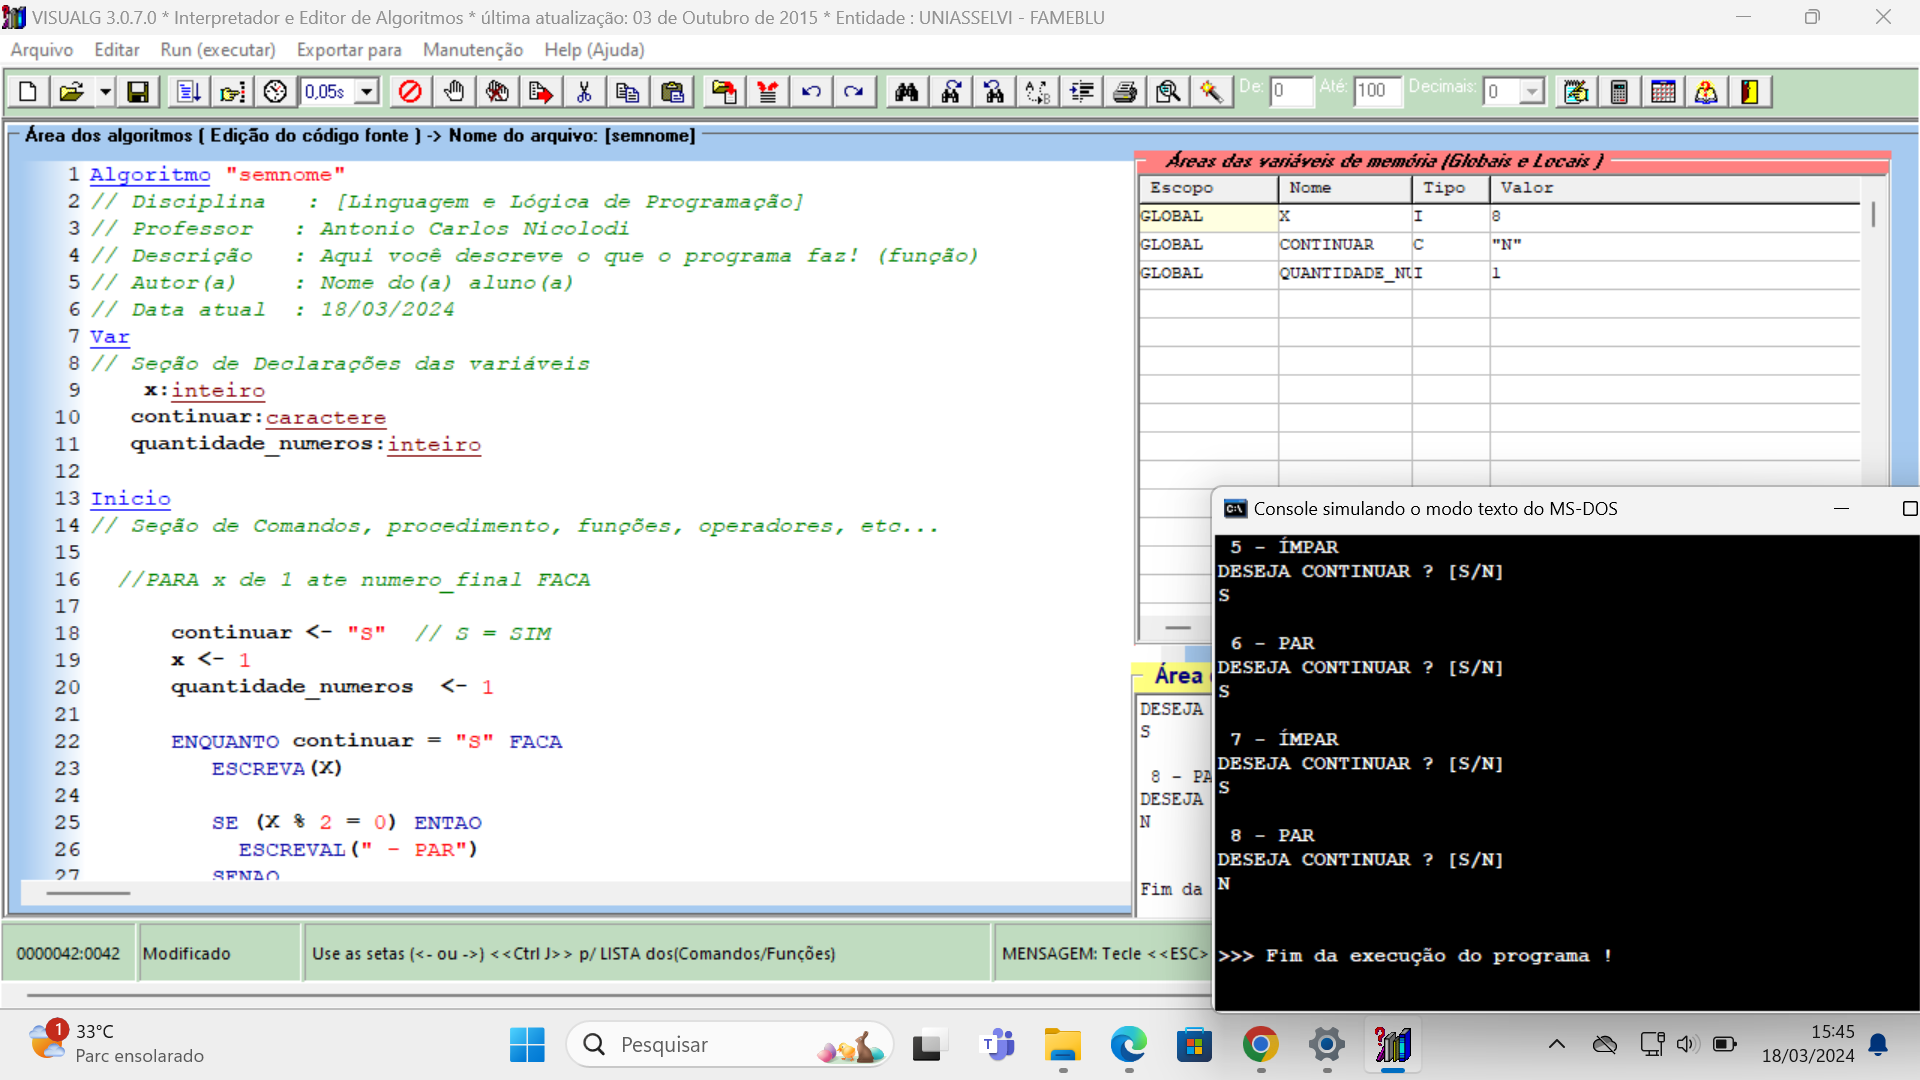 VISUALG 3.0.7.0 * Interpretador e Editor de Algoritmos * última atualização: 03 de Outubro de 2015 * Entidade : UNIASSELVI - FAMEBLU
Arquivo Editar Run (executar) Exportar para Manutenção Help (Ajuda)
0,05s De: 0 Até: 100 Decimais: 0
Área dos algoritmos ( Edição do código fonte ) -> Nome do arquivo: [semnome]
1 Algoritmo "semnome"
2 // Disciplina : [Linguagem e Lógica de Programação]
3 // Professor : Antonio Carlos Nicolodi
4 // Descrição : Aqui você descreve o que o programa faz! (função)
5 // Autor(a) : Nome do(a) aluno(a)
6 // Data atual : 18/03/2024
7 Var
8 // Seção de Declarações das variáveis
9 x:inteiro
10 continuar:caractere
11 quantidade_numeros:inteiro
12
13 Inicio
14 // Seção de Comandos, procedimento, funções, operadores, etc...
15
16 //PARA x de 1 ate numero_final FACA
17
18 continuar <- "S" // S = SIM
19 x <- 1
20 quantidade_numeros <- 1
21
22 ENQUANTO continuar = "S" FACA
23 ESCREVA(X)
24
25 SE (X % 2 = 0) ENTAO
26 ESCREVAL(" - PAR")
27 SENAO
Áreas das variáveis de memória (Globais e Locais )
Escopo Nome Tipo Valor
GLOBAL X I 8
GLOBAL CONTINUAR C "N"
GLOBAL QUANTIDADE_NU I 1
Área
DESEJA
S
8 - PA
DESEJA
N
Fim da
Console simulando o modo texto do MS-DOS
5 - ÍMPAR
DESEJA CONTINUAR ? [S/N]
S
6 - PAR
DESEJA CONTINUAR ? [S/N]
S
7 - ÍMPAR
DESEJA CONTINUAR ? [S/N]
S
8 - PAR
DESEJA CONTINUAR ? [S/N]
N
>>> Fim da execução do programa !
0000042:0042 Modificado Use as setas (<- ou ->) <<Ctrl J>> p/ LISTA dos(Comandos/Funções) MENSAGEM: Tecle <<ESC>
1
33°C
Parc ensolarado
Pesquisar
15:45
18/03/2024